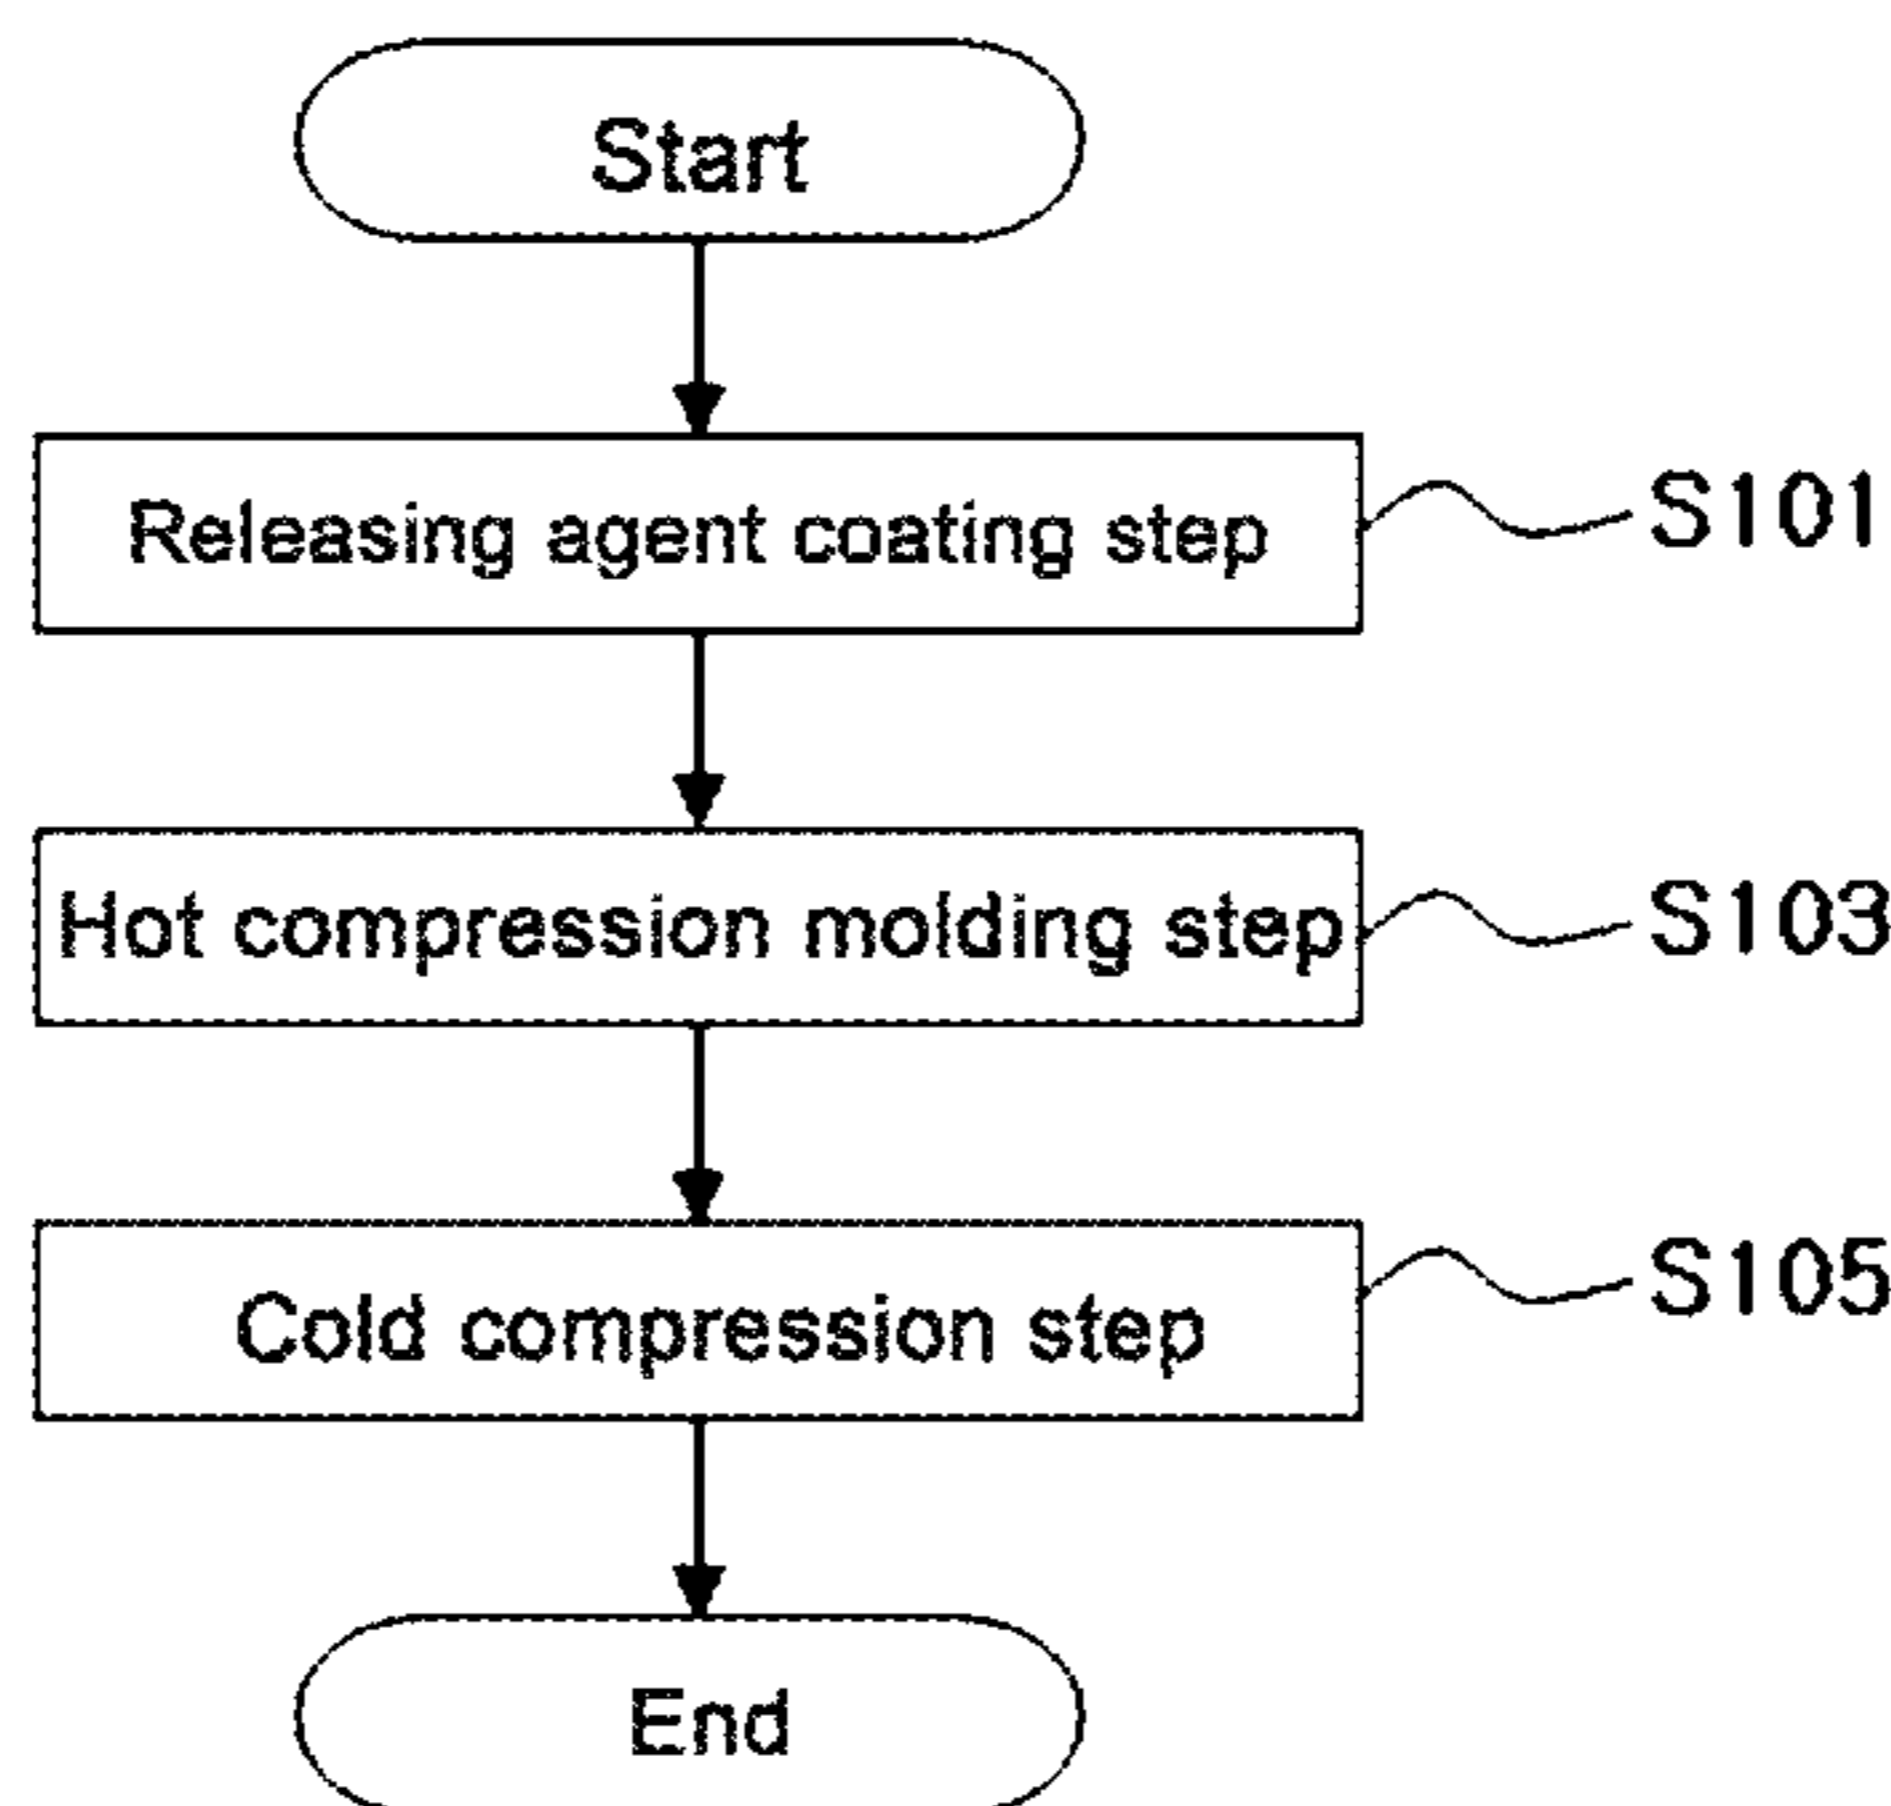 Start
Releasing agent coating step
S101
Hot compression molding step
S103
Cold compression step
S105
End